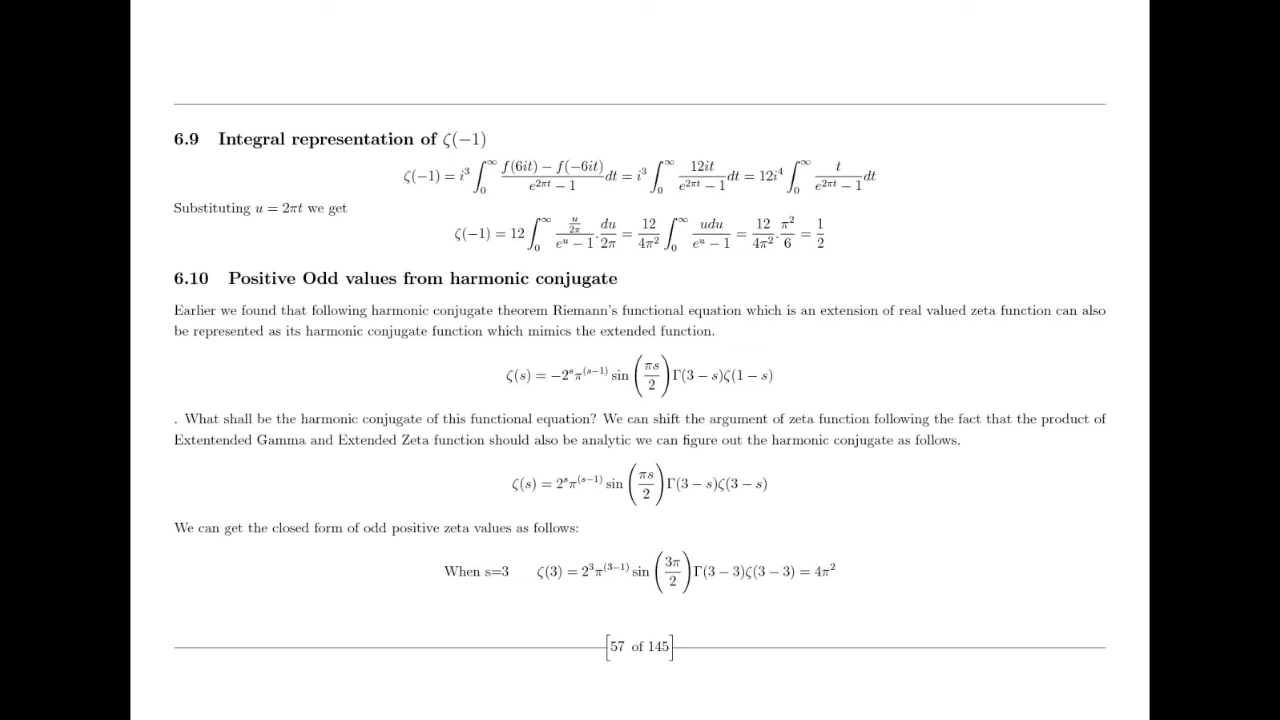 6.9 Integral representation of ζ(−1)
ζ(−1) = i³ ∫₀^∞ (f(6it) − f(−6it))/(e^{2πt} − 1) dt = i³ ∫₀^∞ 12it/(e^{2πt} − 1) dt = 12i⁴ ∫₀^∞ t/(e^{2πt} − 1) dt
Substituting u = 2πt we get
ζ(−1) = 12 ∫₀^∞ (u/2π)/(e^u − 1) . du/2π = 12/4π² ∫₀^∞ udu/(e^u − 1) = 12/4π² . π²/6 = 1/2
6.10 Positive Odd values from harmonic conjugate
Earlier we found that following harmonic conjugate theorem Riemann's functional equation which is an extension of real valued zeta function can also
be represented as its harmonic conjugate function which mimics the extended function.
ζ(s) = −2^s π^{(s−1)} sin (πs/2) Γ(3 − s)ζ(1 − s)
. What shall be the harmonic conjugate of this functional equation? We can shift the argument of zeta function following the fact that the product of
Extentended Gamma and Extended Zeta function should also be analytic we can figure out the harmonic conjugate as follows.
ζ(s) = 2^s π^{(s−1)} sin (πs/2) Γ(3 − s)ζ(3 − s)
We can get the closed form of odd positive zeta values as follows:
When s=3 ζ(3) = 2³π^{(3−1)} sin (3π/2) Γ(3 − 3)ζ(3 − 3) = 4π²
57 of 145